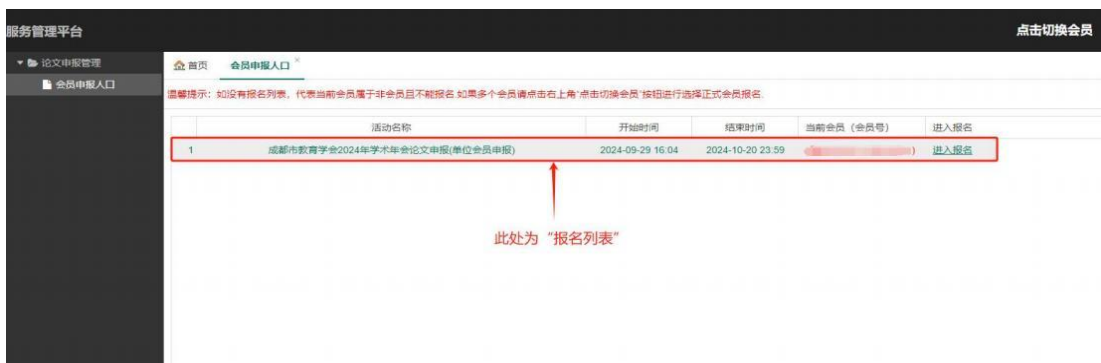 服务管理平台
点击切换会员
论文申报管理
首页
会员申报人口
会员申报人口
温馨提示：如没有报名列表，代表当前会员属于非会员且不能报名.如果多个会员请点击右上角"点击切换会员"按钮进行选择正式会员报名.
活动名称 开始时间 结束时间 当前会员（会员号） 进入报名
1 成都市教育学会2024年学术年会论文申报(单位会员申报) 2024-09-29 16:04 2024-10-20 23:59 ) 进入报名
此处为“报名列表”